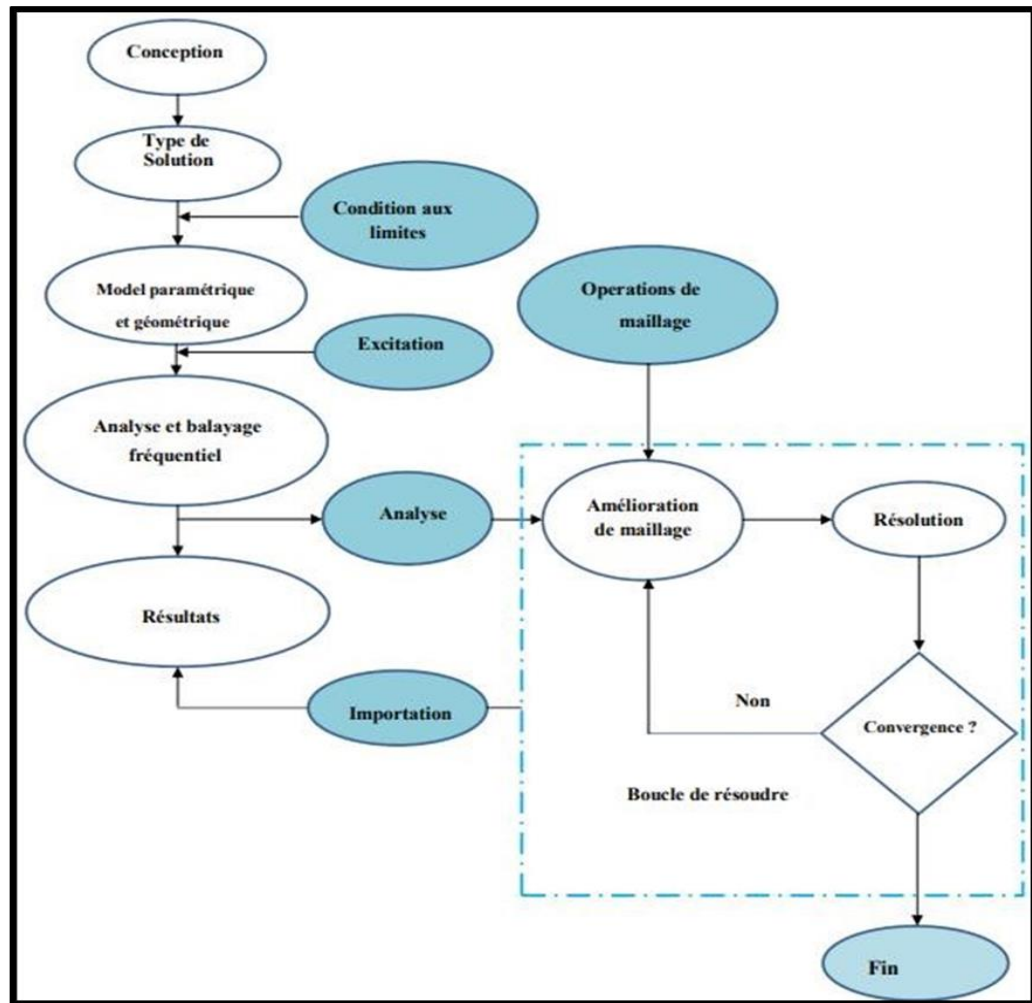 Conception
Type de
Solution
Condition aux
limites
Model paramétrique
et géométrique
Operations de
maillage
Excitation
Analyse et balayage
fréquentiel
Analyse
Amélioration
de maillage
Résolution
Résultats
Importation
Non
Convergence ?
Boucle de résoudre
Fin